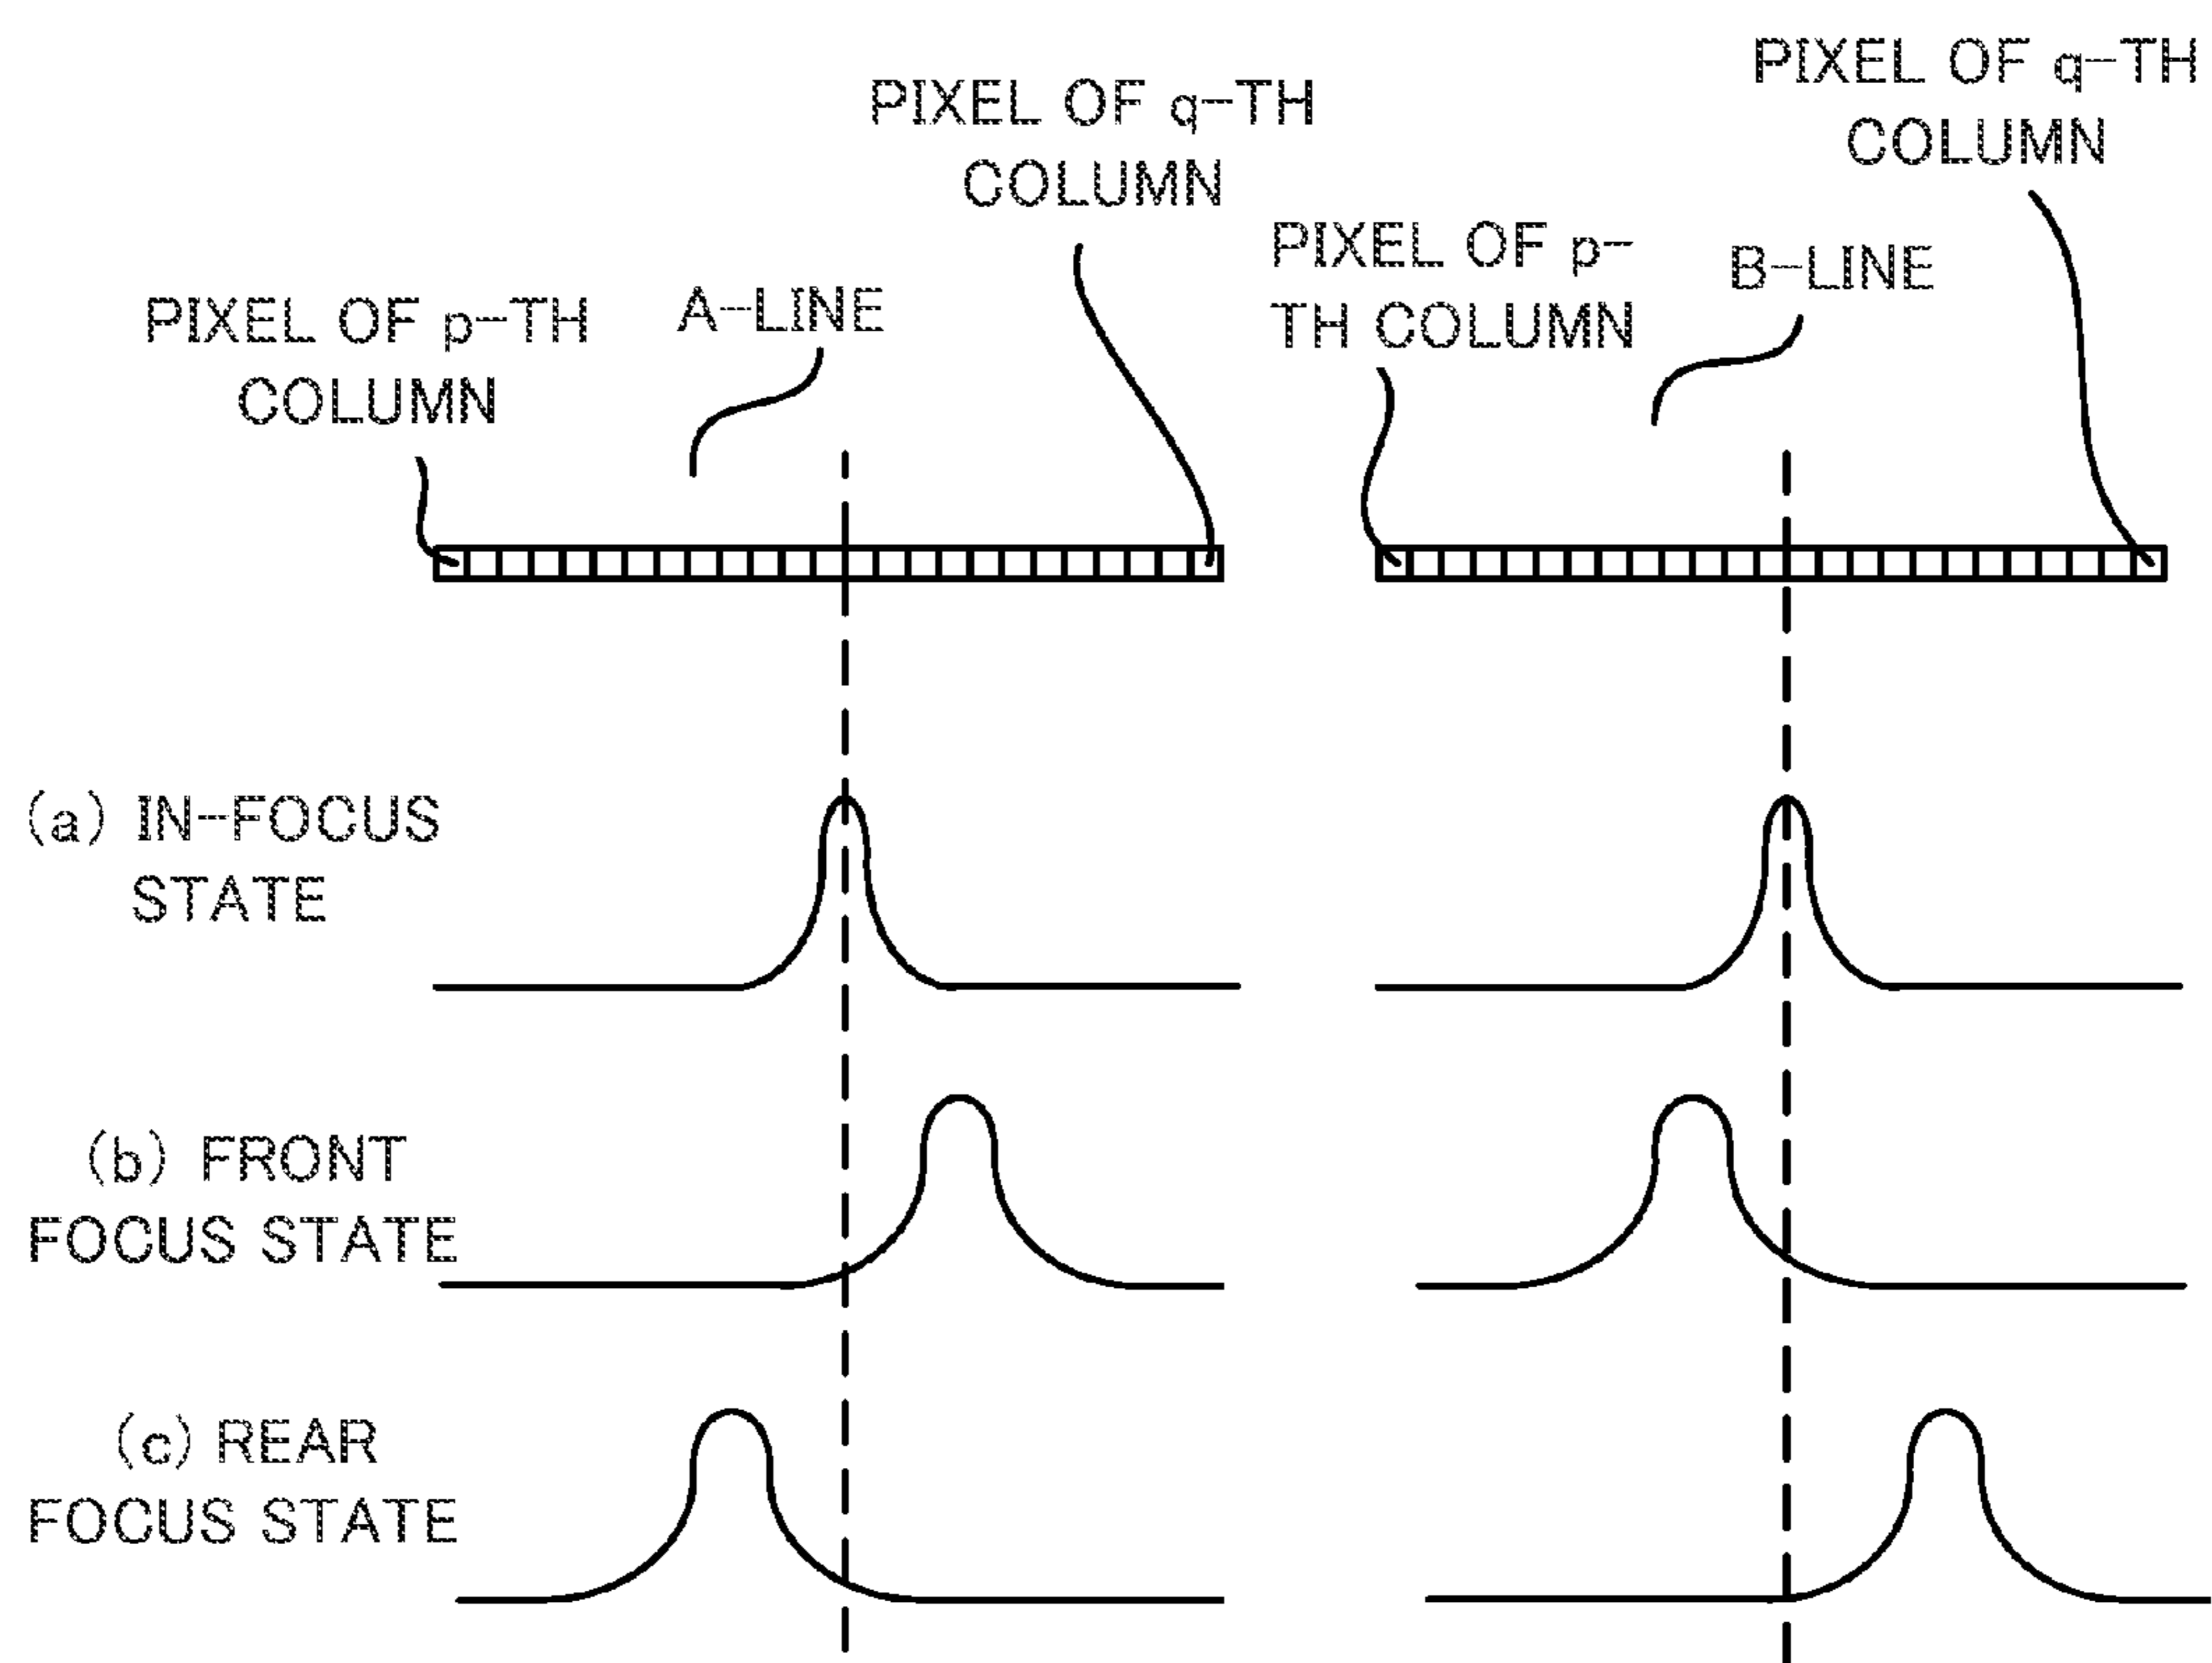 PIXEL OF p-TH
COLUMN
A-LINE
PIXEL OF q-TH
COLUMN
PIXEL OF p-
TH COLUMN
B-LINE
PIXEL OF q-TH
COLUMN
(a) IN-FOCUS
STATE
(b) FRONT
FOCUS STATE
(c) REAR
FOCUS STATE